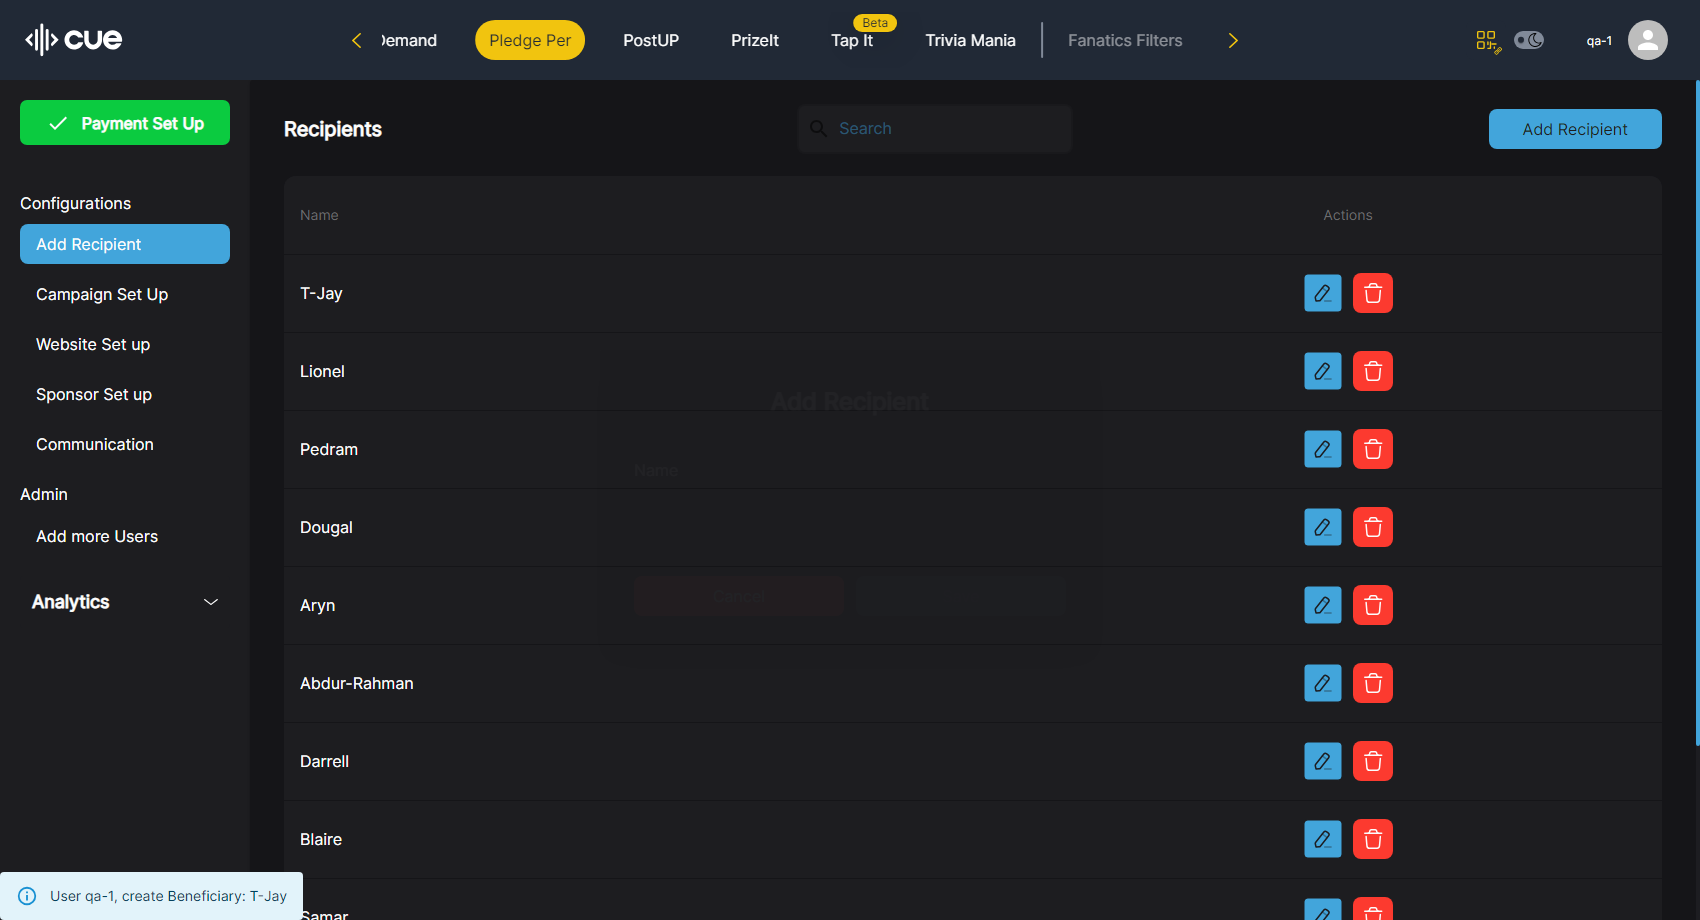 cue
Demand
Pledge Per
PostUP
PrizeIt
Tap It
Beta
Trivia Mania
Fanatics Filters
qa-1
Payment Set Up
Configurations
Add Recipient
Campaign Set Up
Website Set up
Sponsor Set up
Communication
Admin
Add more Users
Analytics
Recipients
Search
Add Recipient
Name
Actions
T-Jay
Lionel
Add Recipient
Pedram
Name
Dougal
Cancel
Aryn
Abdur-Rahman
Darrell
Blaire
Samar
User qa-1, create Beneficiary: T-Jay